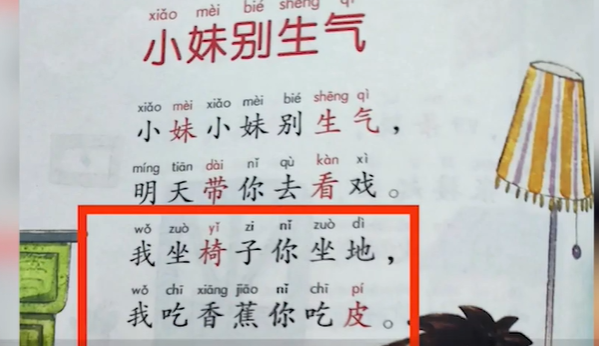 xiǎo mèi bié shēng qì
小妹别生气
xiǎo mèi xiǎo mèi bié shēng qì
小妹小妹别生气，
míng tiān dài nǐ qù kàn xì
明天带你去看戏。
wǒ zuò yǐ zi nǐ zuò dì
我坐椅子你坐地，
wǒ chī xiāng jiāo nǐ chī pí
我吃香蕉你吃皮。